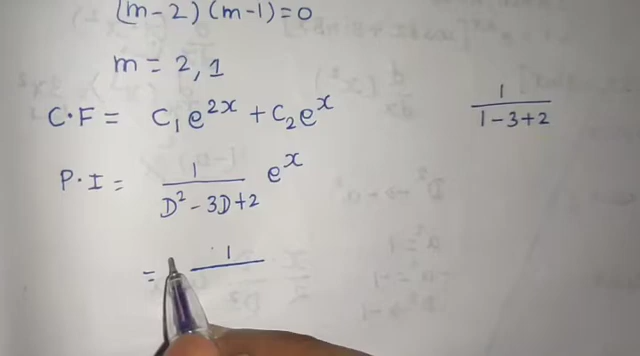 (m-2)(m-1)=0
m = 2, 1
C.F = C₁e^{2x} + C₂e^{x}
1/(1-3+2)
P.I = 1/(D²-3D+2) e^{x}
= 1/